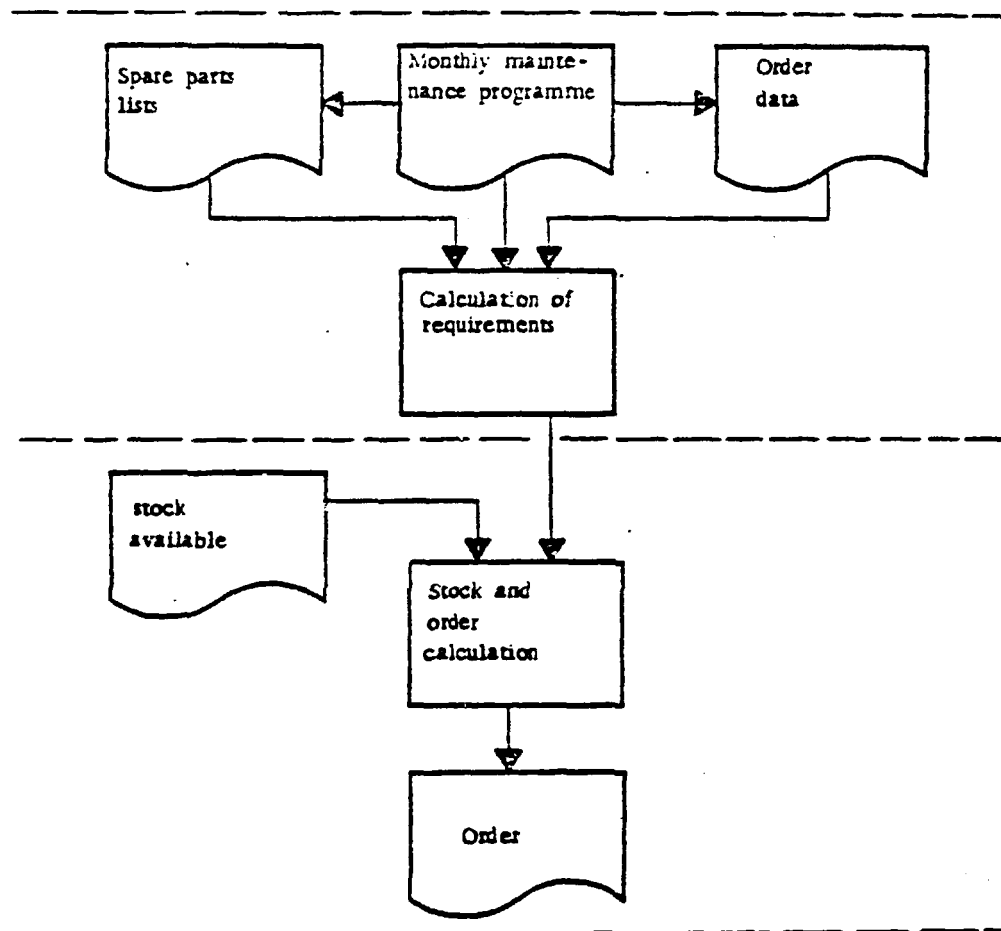 Spare parts
lists
Monthly mainte-
nance programme
Order
data
Calculation of
requirements
stock
available
Stock and
order
calculation
Order